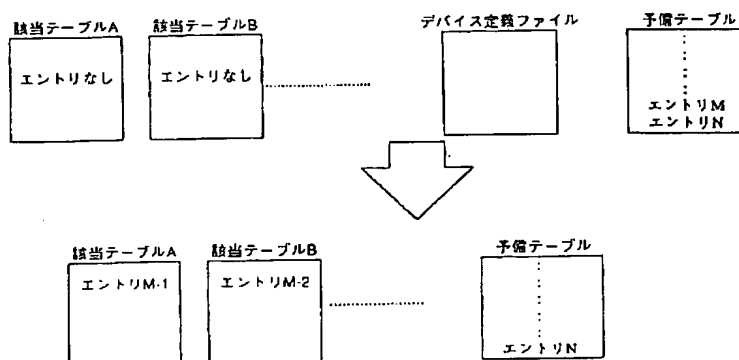 該当テーブルA
該当テーブルB
デバイス定義ファイル
予備テーブル
エントリなし
エントリなし
エントリM
エントリN
該当テーブルA
該当テーブルB
予備テーブル
エントリM-1
エントリM-2
エントリN